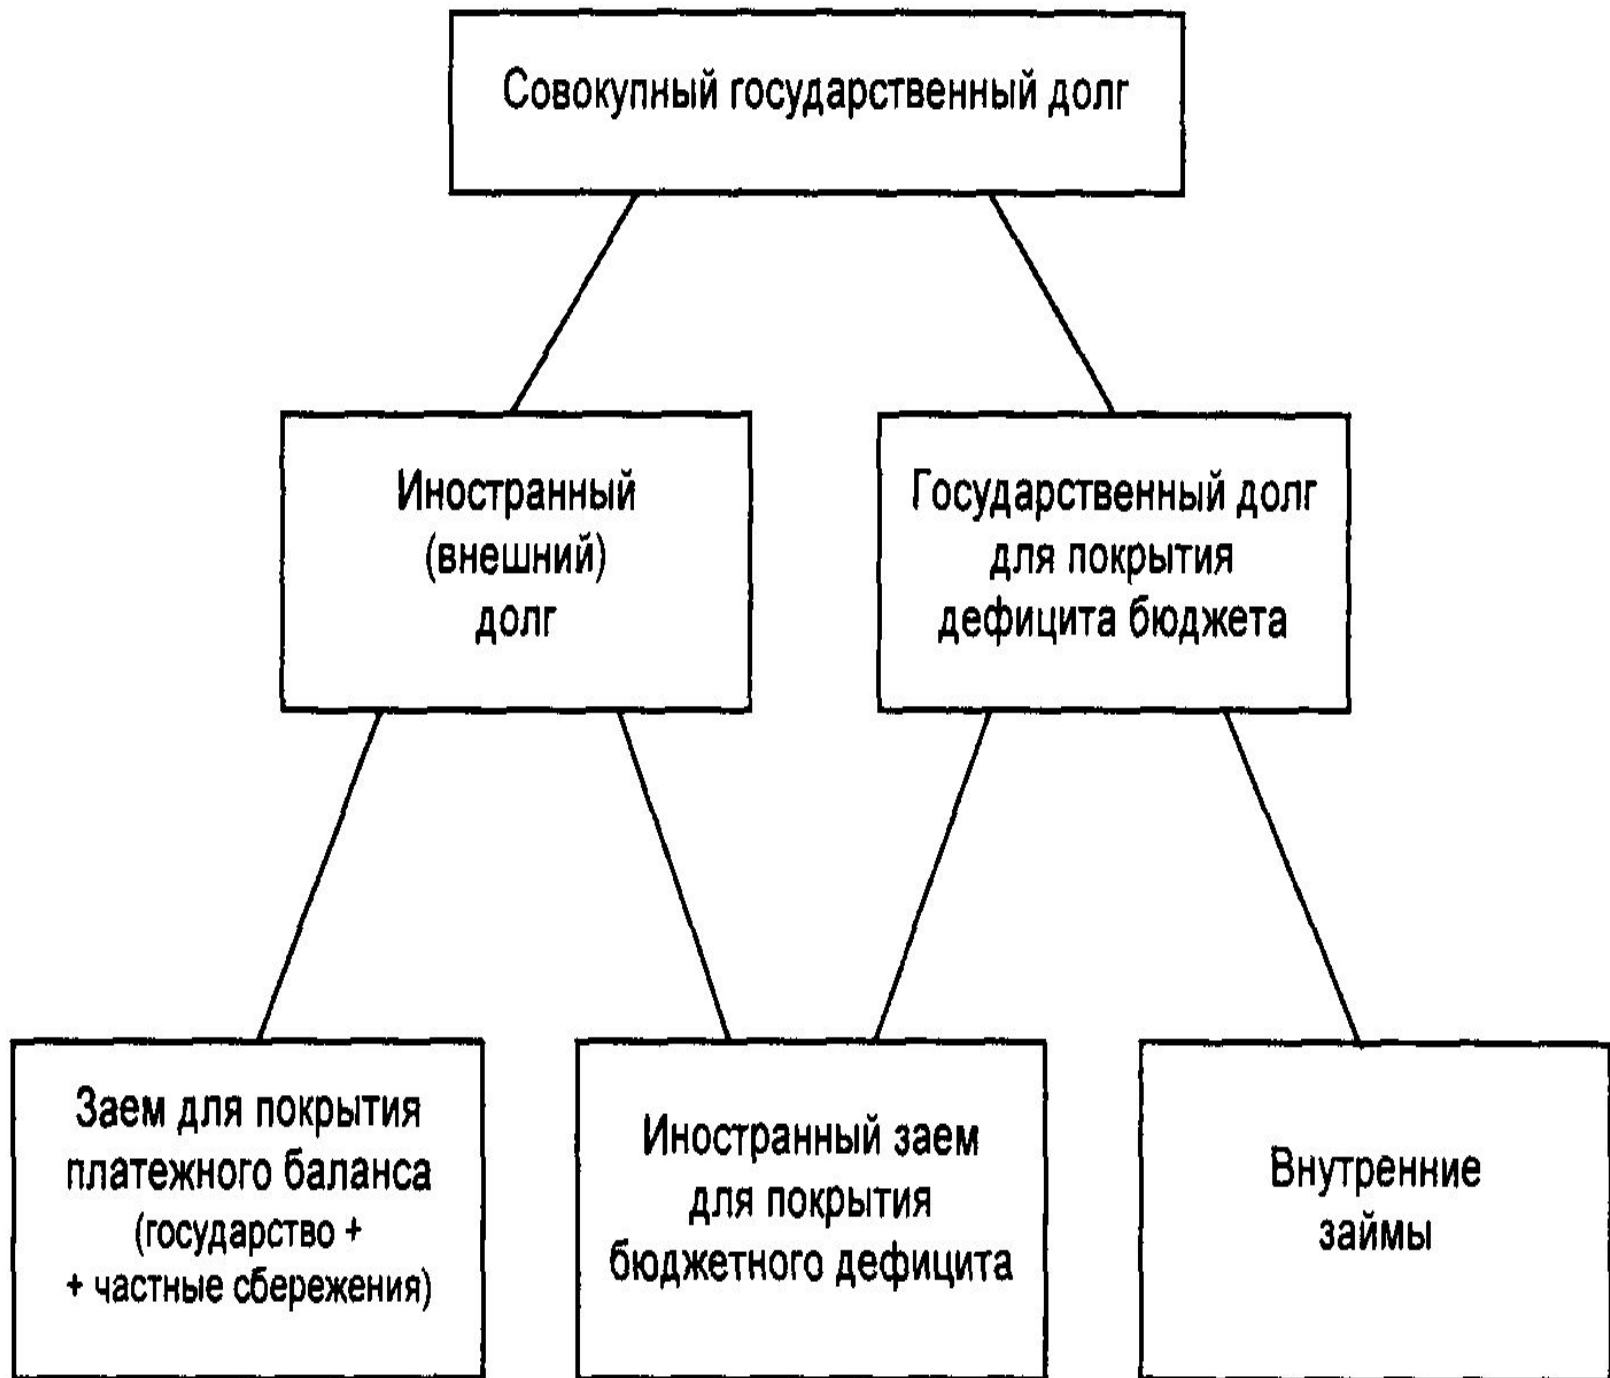 Совокупный государственный долг
Иностранный
(внешний)
долг
Государственный долг
для покрытия
дефицита бюджета
Заем для покрытия
платежного баланса
(государство +
+ частные сбережения)
Иностранный заем
для покрытия
бюджетного дефицита
Внутренние
займы